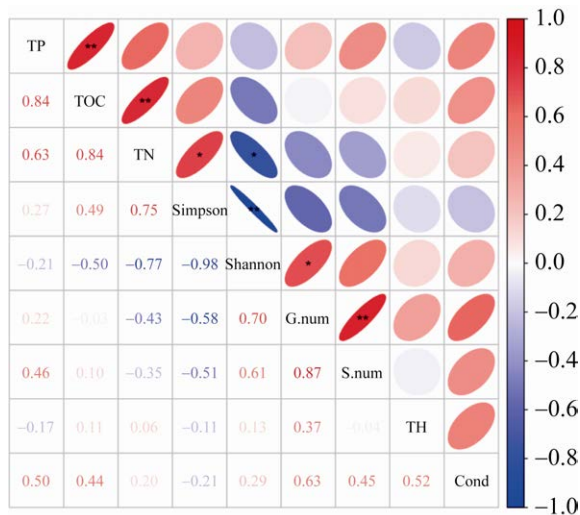 TP ** 1.0
0.84 TOC ** 0.8
0.63 0.84 TN * * 0.6
0.27 0.49 0.75 Simpson ** 0.4
−0.21 −0.50 −0.77 −0.98 Shannon * 0.2
0.22 −0.03 −0.43 −0.58 0.70 G.num ** 0.0
0.46 0.10 −0.35 −0.51 0.61 0.87 S.num −0.2
−0.17 0.11 0.06 −0.11 0.13 0.37 −0.04 TH −0.4
0.50 0.44 0.20 −0.21 0.29 0.63 0.45 0.52 Cond −0.6
−0.8
−1.0